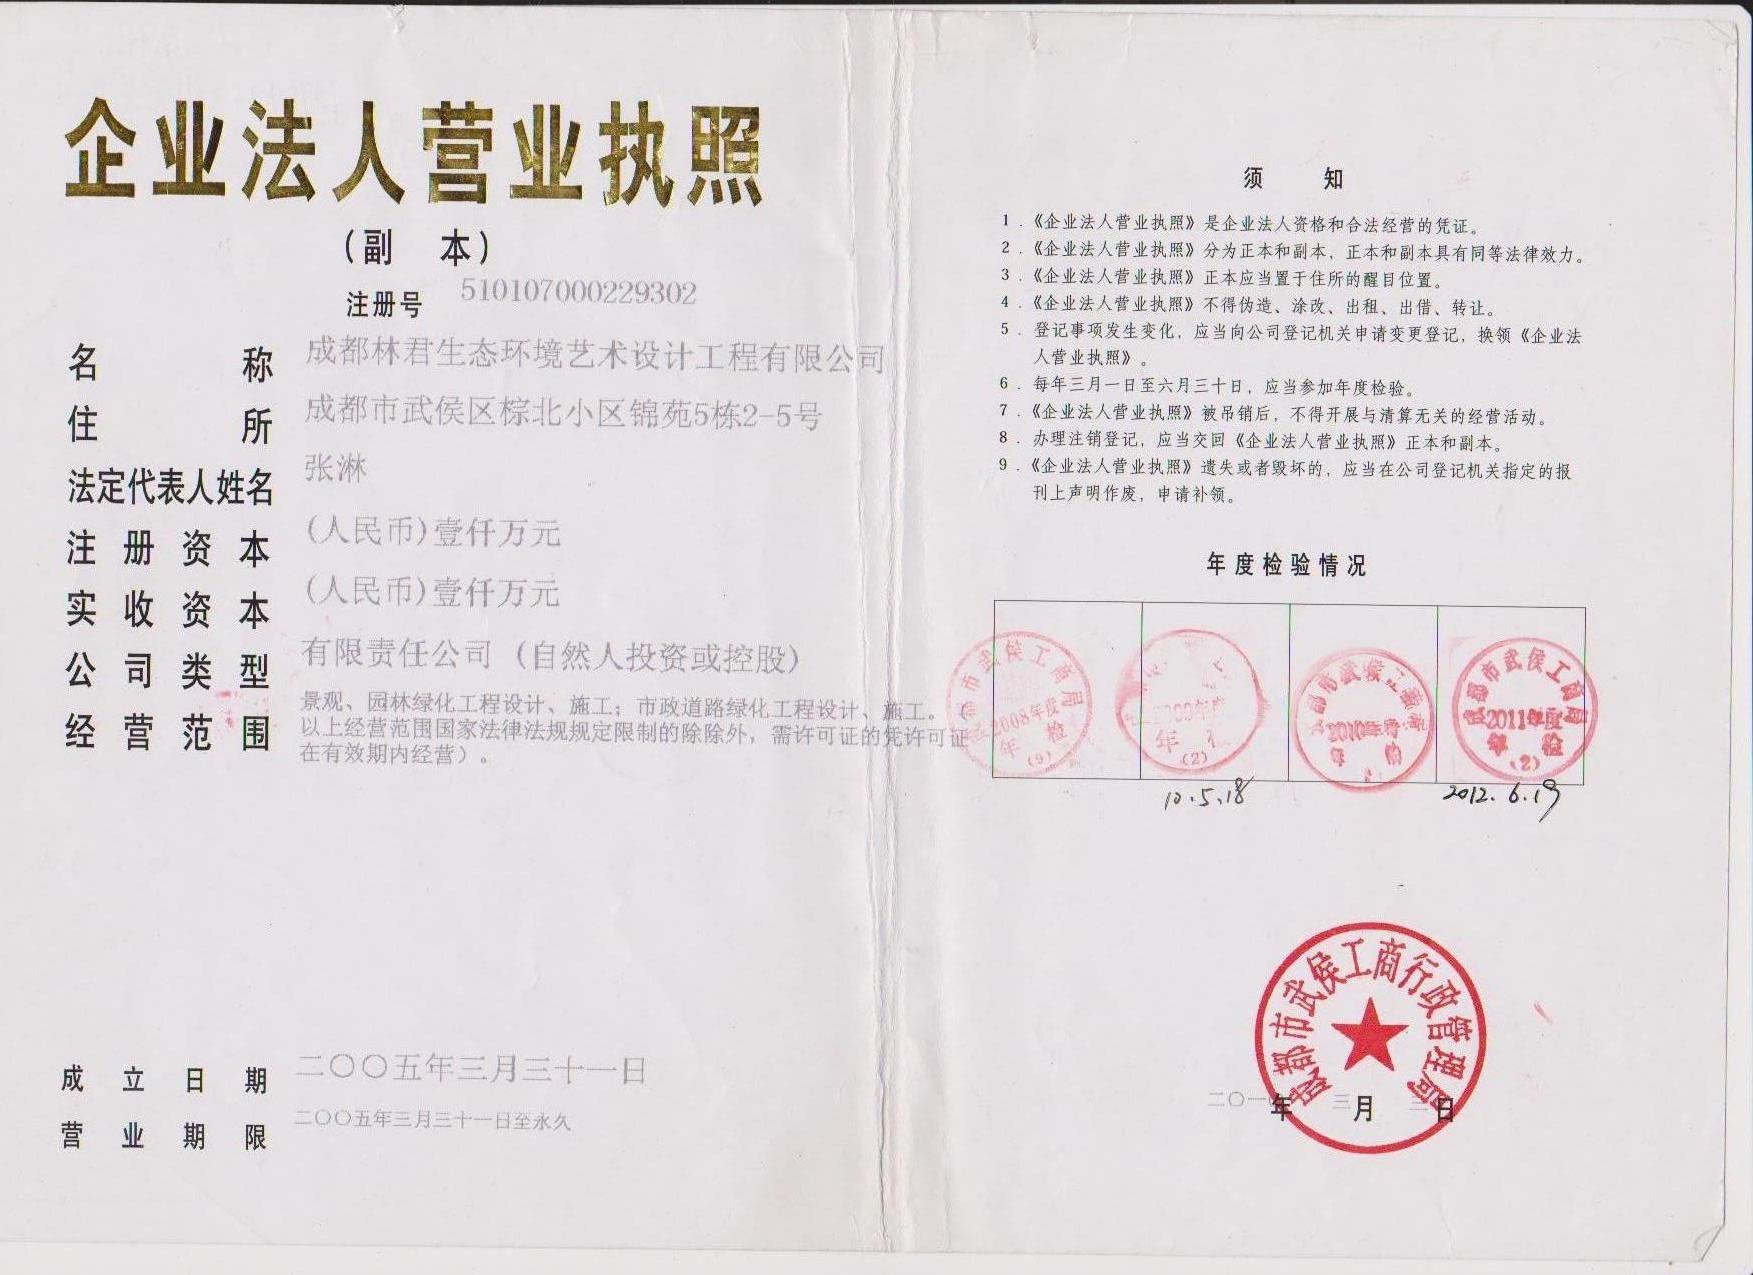 企业法人营业执照
（副 本）
注册号 510107000229302
名 称 成都林君生态环境艺术设计工程有限公司
住 所 成都市武侯区棕北小区锦苑5栋2-5号
法定代表人姓名 张淋
注册资本 (人民币)壹仟万元
实收资本 (人民币)壹仟万元
公司类型 有限责任公司（自然人投资或控股）
经营范围 景观、园林绿化工程设计、施工；市政道路绿化工程设计、施工。（
以上经营范围国家法律法规规定限制的除除外，需许可证的凭许可证
在有效期内经营）。
成立日期 二〇〇五年三月三十一日
营业期限 二〇〇五年三月三十一日至永久
须 知
1．《企业法人营业执照》是企业法人资格和合法经营的凭证。
2．《企业法人营业执照》分为正本和副本，正本和副本具有同等法律效力。
3．《企业法人营业执照》正本应当置于住所的醒目位置。
4．《企业法人营业执照》不得伪造、涂改、出租、出借、转让。
5．登记事项发生变化，应当向公司登记机关申请变更登记，换领《企业法
人营业执照》。
6．每年三月一日至六月三十日，应当参加年度检验。
7．《企业法人营业执照》被吊销后，不得开展与清算无关的经营活动。
8．办理注销登记，应当交回《企业法人营业执照》正本和副本。
9．《企业法人营业执照》遗失或者毁坏的，应当在公司登记机关指定的报
刊上声明作废，申请补领。
年度检验情况
市武侯工商局
2008年度
年检
(9)
年
(2)
2010年
成都市武侯工商局
2011年度
年检
(2)
10.5.18
2012.6.19
成都市武侯工商行政管理局
年 三月 日